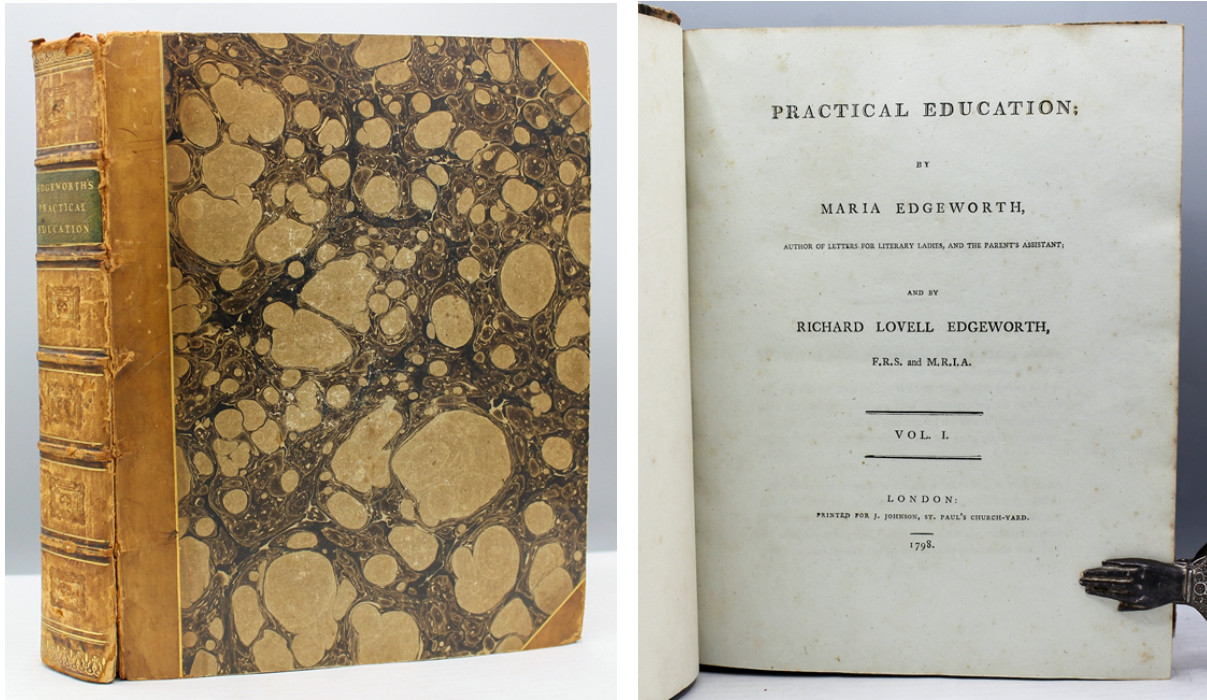 EDGEWORTH'S
PRACTICAL
EDUCATION
PRACTICAL EDUCATION;
BY
MARIA EDGEWORTH,
AUTHOR OF LETTERS FOR LITERARY LADIES, AND THE PARENT'S ASSISTANT;
AND BY
RICHARD LOVELL EDGEWORTH,
F.R.S. and M.R.I.A.
VOL. I.
LONDON:
PRINTED FOR J. JOHNSON, ST. PAUL'S CHURCH-YARD.
1798.